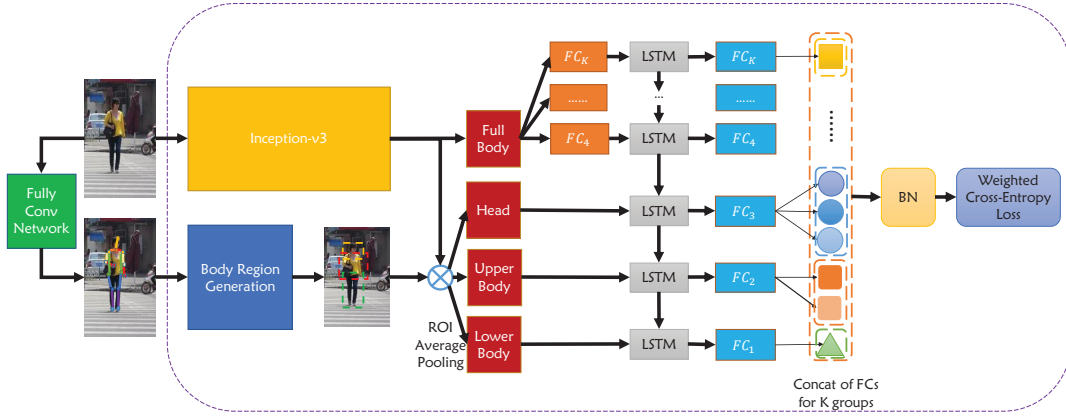 Fully
Conv
Network
Inception-v3
Body Region
Generation
ROI
Average
Pooling
Full
Body
Head
Upper
Body
Lower
Body
FC_K
......
FC_4
LSTM
...
LSTM
LSTM
LSTM
LSTM
FC_K
......
FC_4
FC_3
FC_2
FC_1
......
Concat of FCs
for K groups
BN
Weighted
Cross-Entropy
Loss